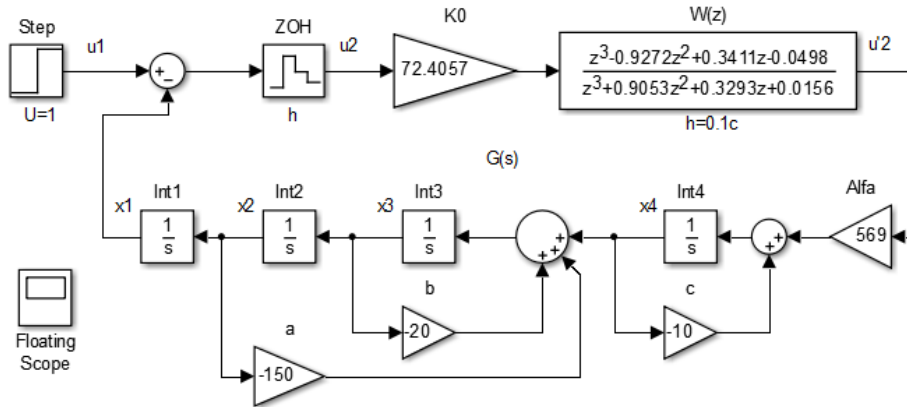 Step
u1
ZOH
u2
K0
W(z)
u'2
+
−
72.4057
z³-0.9272z²+0.3411z-0.0498
z³+0.9053z²+0.3293z+0.0156
U=1
h
h=0.1c
G(s)
x1
Int1
x2
Int2
x3
Int3
x4
Int4
Alfa
1
s
1
s
1
s
+
+
+
1
s
+
+
569
b
c
-20
-10
a
-150
Floating
Scope